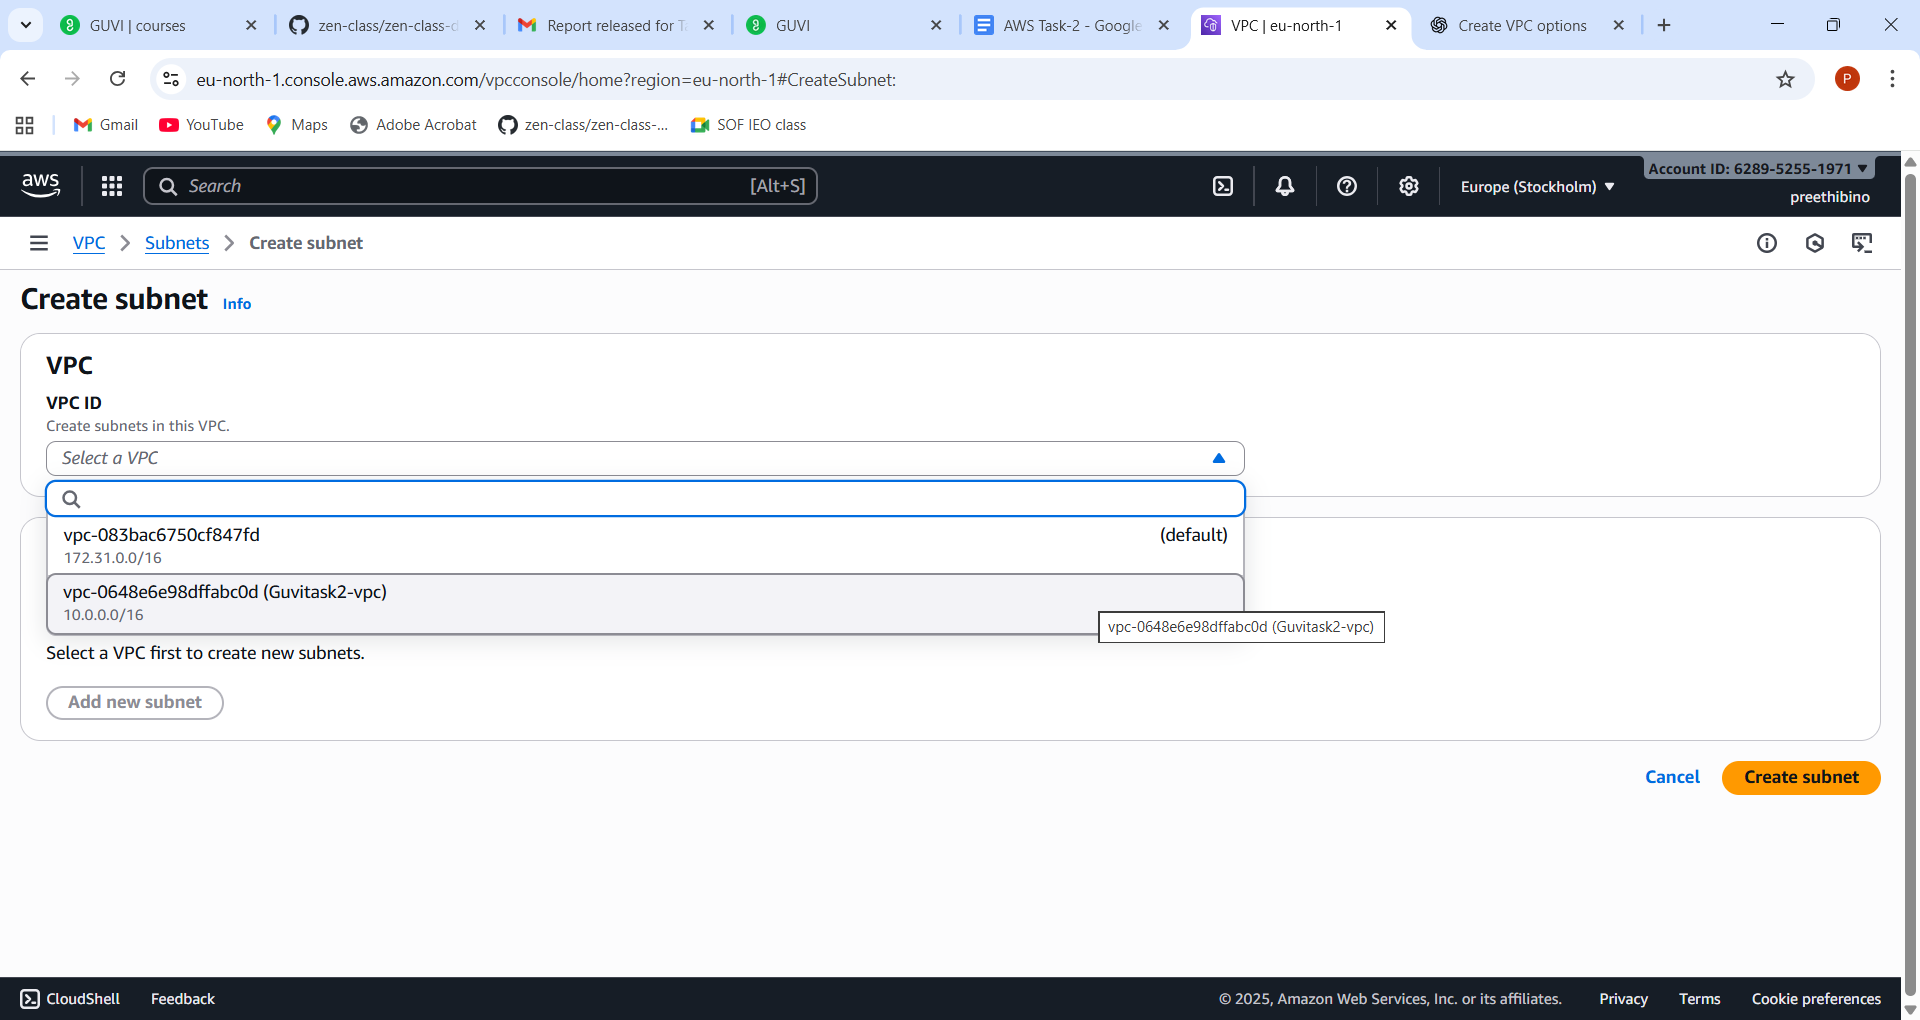 GUVI | courses
zen-class/zen-class-d
Report released for Ta
GUVI
AWS Task-2 - Google
VPC | eu-north-1
Create VPC options
eu-north-1.console.aws.amazon.com/vpcconsole/home?region=eu-north-1#CreateSubnet:
P
Gmail
YouTube
Maps
Adobe Acrobat
zen-class/zen-class-...
SOF IEO class
aws
Search
[Alt+S]
Europe (Stockholm)
Account ID: 6289-5255-1971
preethibino
VPC
Subnets
Create subnet
Create subnet Info
VPC
VPC ID
Create subnets in this VPC.
Select a VPC
vpc-083bac6750cf847fd (default)
172.31.0.0/16
vpc-0648e6e98dffabc0d (Guvitask2-vpc)
10.0.0.0/16
vpc-0648e6e98dffabc0d (Guvitask2-vpc)
Select a VPC first to create new subnets.
Add new subnet
Cancel
Create subnet
CloudShell
Feedback
© 2025, Amazon Web Services, Inc. or its affiliates.
Privacy
Terms
Cookie preferences